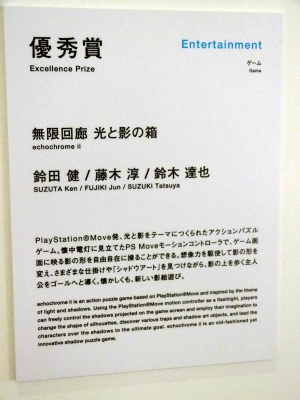 優秀賞
Excellence Prize
Entertainment
ゲーム
Game
無限回廊 光と影の箱
echochrome ii
鈴田 健 / 藤木 淳 / 鈴木 達也
SUZUTA Ken / FUJIKI Jun / SUZUKI Tatsuya
PlayStation®Move発、光と影をテーマにつくられたアクションパズル
ゲーム。懐中電灯に見立てたPS Moveモーションコントローラで、ゲーム画
面に映る影の形を自由自在に操ることができる。想像力を駆使して影の形を
変え、さまざまな仕掛けや「シャドウアート」を見つけながら、影の上を歩く主人
公をゴールへと導く。懐かしくも、新しい影絵遊び。
echochrome ii is an action puzzle game based on PlayStation®Move and inspired by the theme
of light and shadows. Using the PlayStation®Move motion controller as a flashlight, players
can freely control the shadows projected on the game screen and employ their imagination to
change the shape of silhouettes, discover various traps and shadow art objects, and lead the
characters over the shadows to the ultimate goal. echochrome ii is an old-fashioned yet
innovative shadow puzzle game.